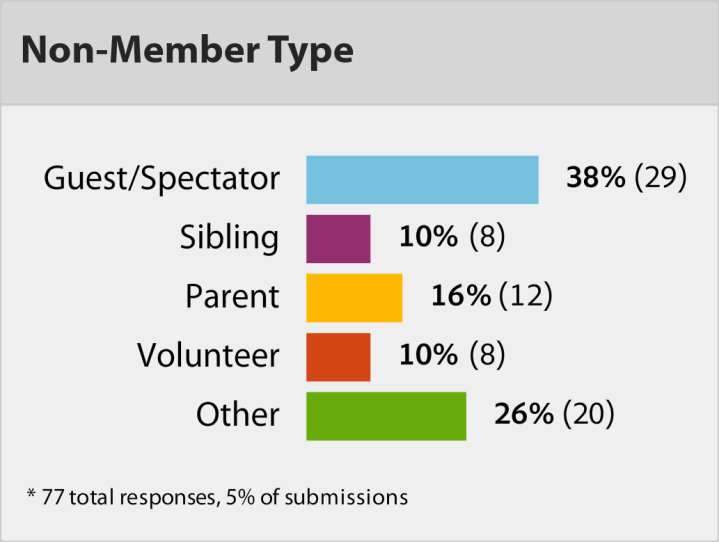 Non-Member Type
Guest/Spectator 38% (29)
Sibling 10% (8)
Parent 16% (12)
Volunteer 10% (8)
Other 26% (20)
* 77 total responses, 5% of submissions